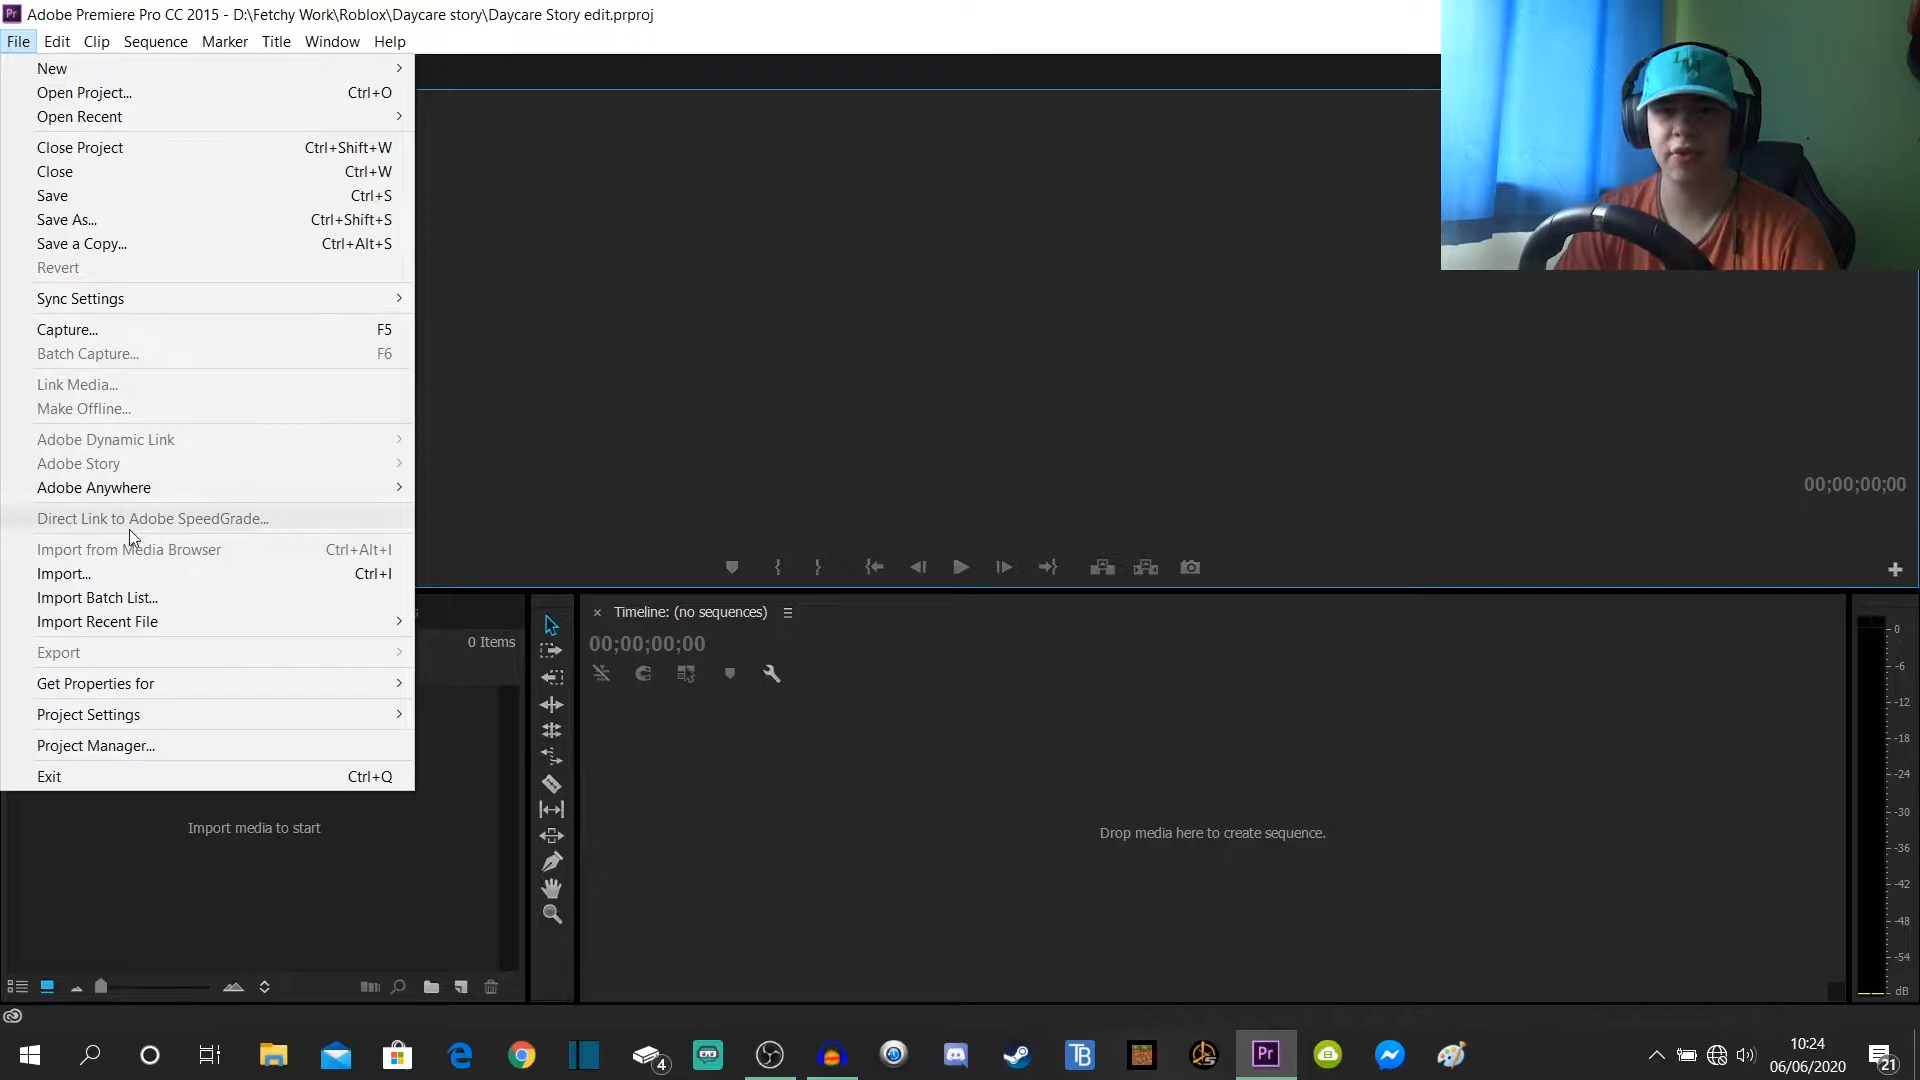 Adobe Premiere Pro CC 2015 - D:\Fetchy Work\Roblox\Daycare story\Daycare Story edit.prproj
File Edit Clip Sequence Marker Title Window Help
New
Open Project... Ctrl+O
Open Recent
Close Project Ctrl+Shift+W
Close Ctrl+W
Save Ctrl+S
Save As... Ctrl+Shift+S
Save a Copy... Ctrl+Alt+S
Revert
Sync Settings
Capture... F5
Batch Capture... F6
Link Media...
Make Offline...
Adobe Dynamic Link
Adobe Story
Adobe Anywhere
Direct Link to Adobe SpeedGrade...
Import from Media Browser Ctrl+Alt+I
Import... Ctrl+I
Import Batch List...
Import Recent File
Export
Get Properties for
Project Settings
Project Manager...
Exit Ctrl+Q
00;00;00;00
0 Items
Import media to start
Timeline: (no sequences)
00;00;00;00
Drop media here to create sequence.
0
-6
-12
-18
-24
-30
-36
-42
-48
-54
dB
4
TB
Pr
10:24
06/06/2020
21